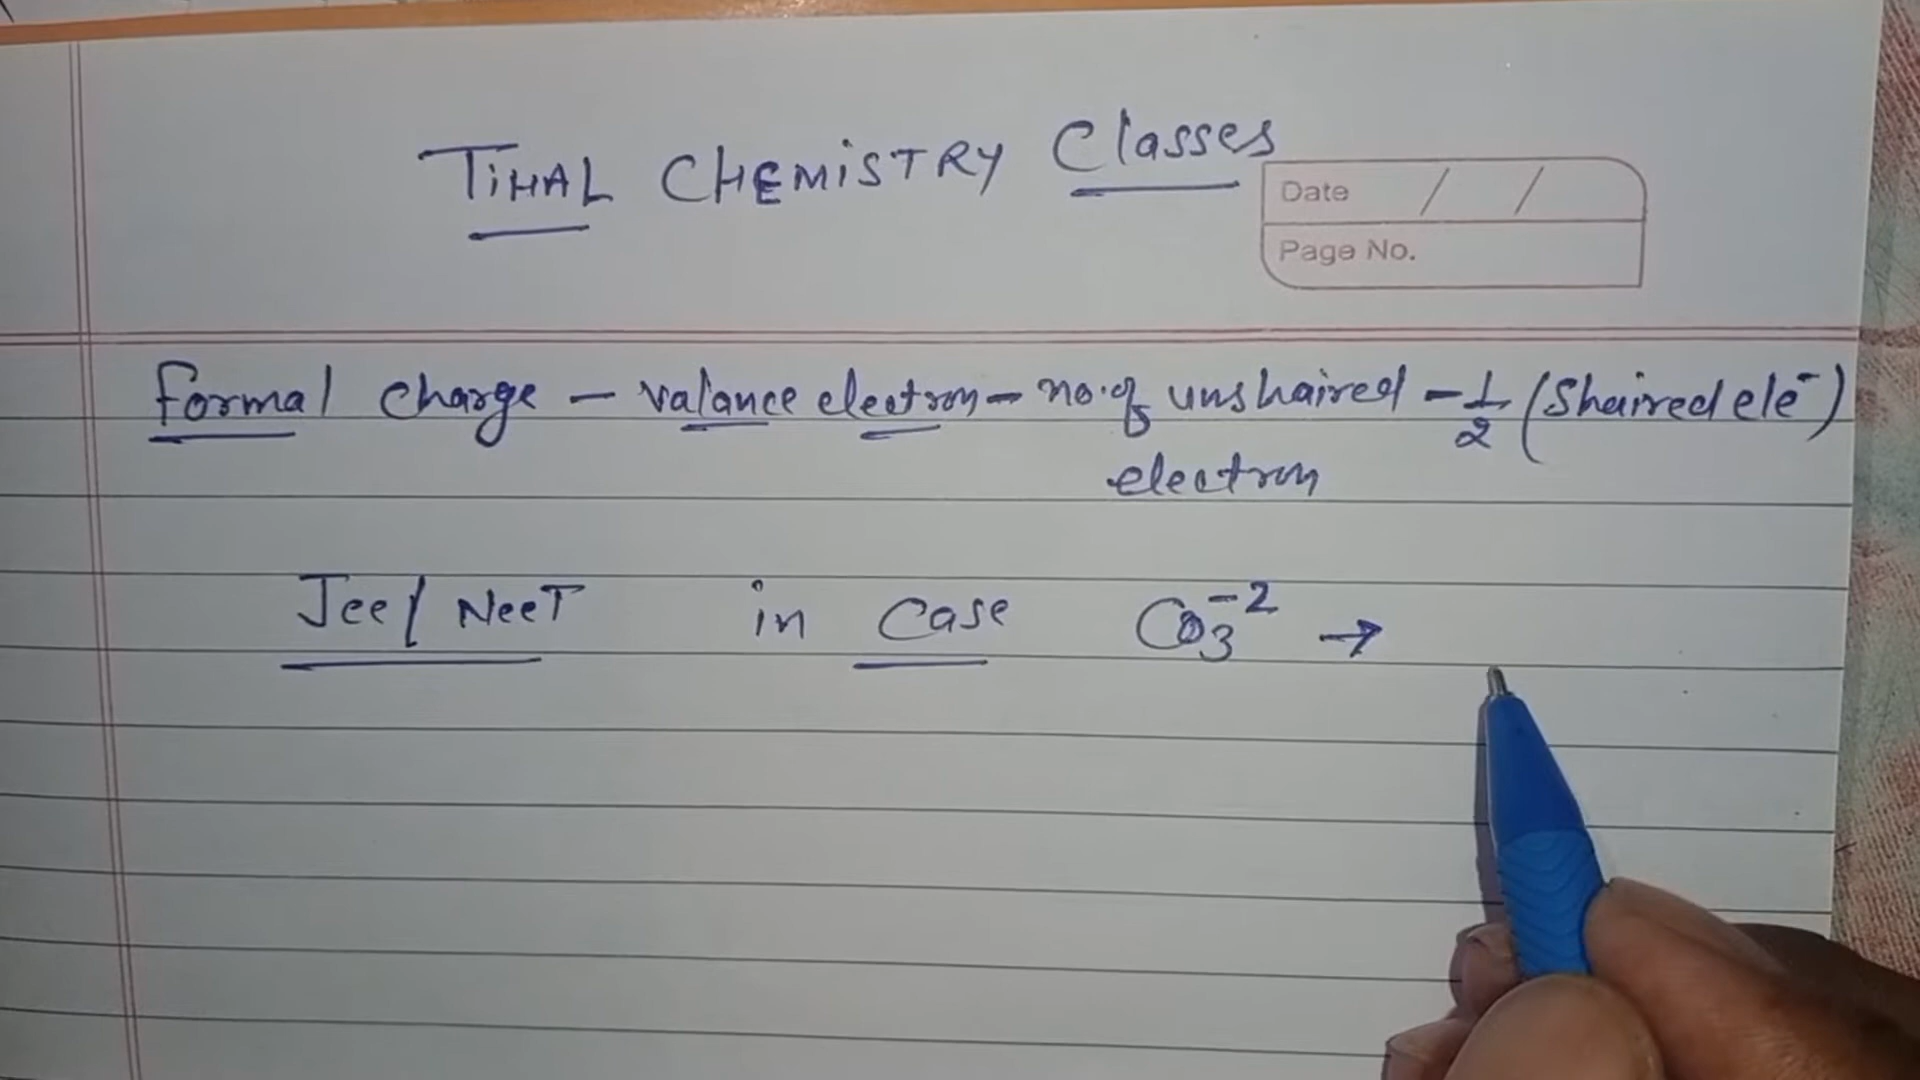 TiHAL CHEMiSTRY Classes
Date / /
Page No.
Formal charge - valance electron - no. of unshaired - 1/2 (Shaired ele⁻)
electron
Jee/ NeeT in Case CO₃⁻² →